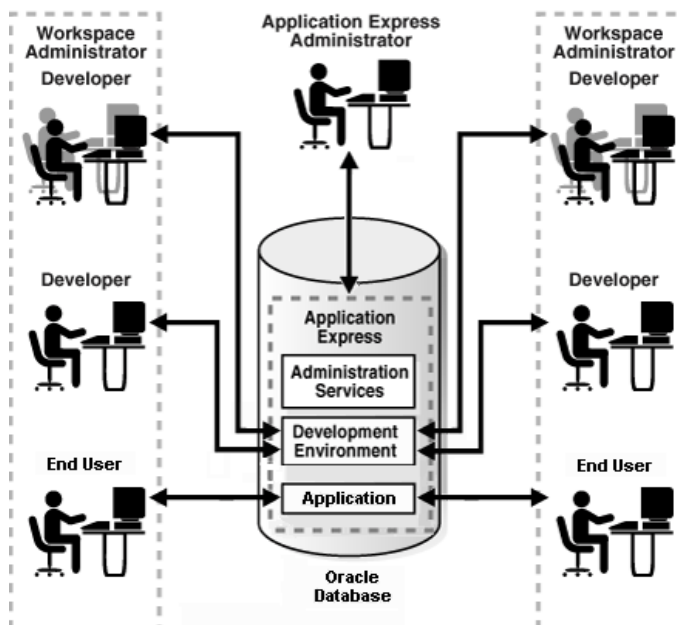 Workspace
Administrator
Developer
Developer
End User
Application Express
Administrator
Application
Express
Administration
Services
Development
Environment
Application
Oracle
Database
Workspace
Administrator
Developer
Developer
End User